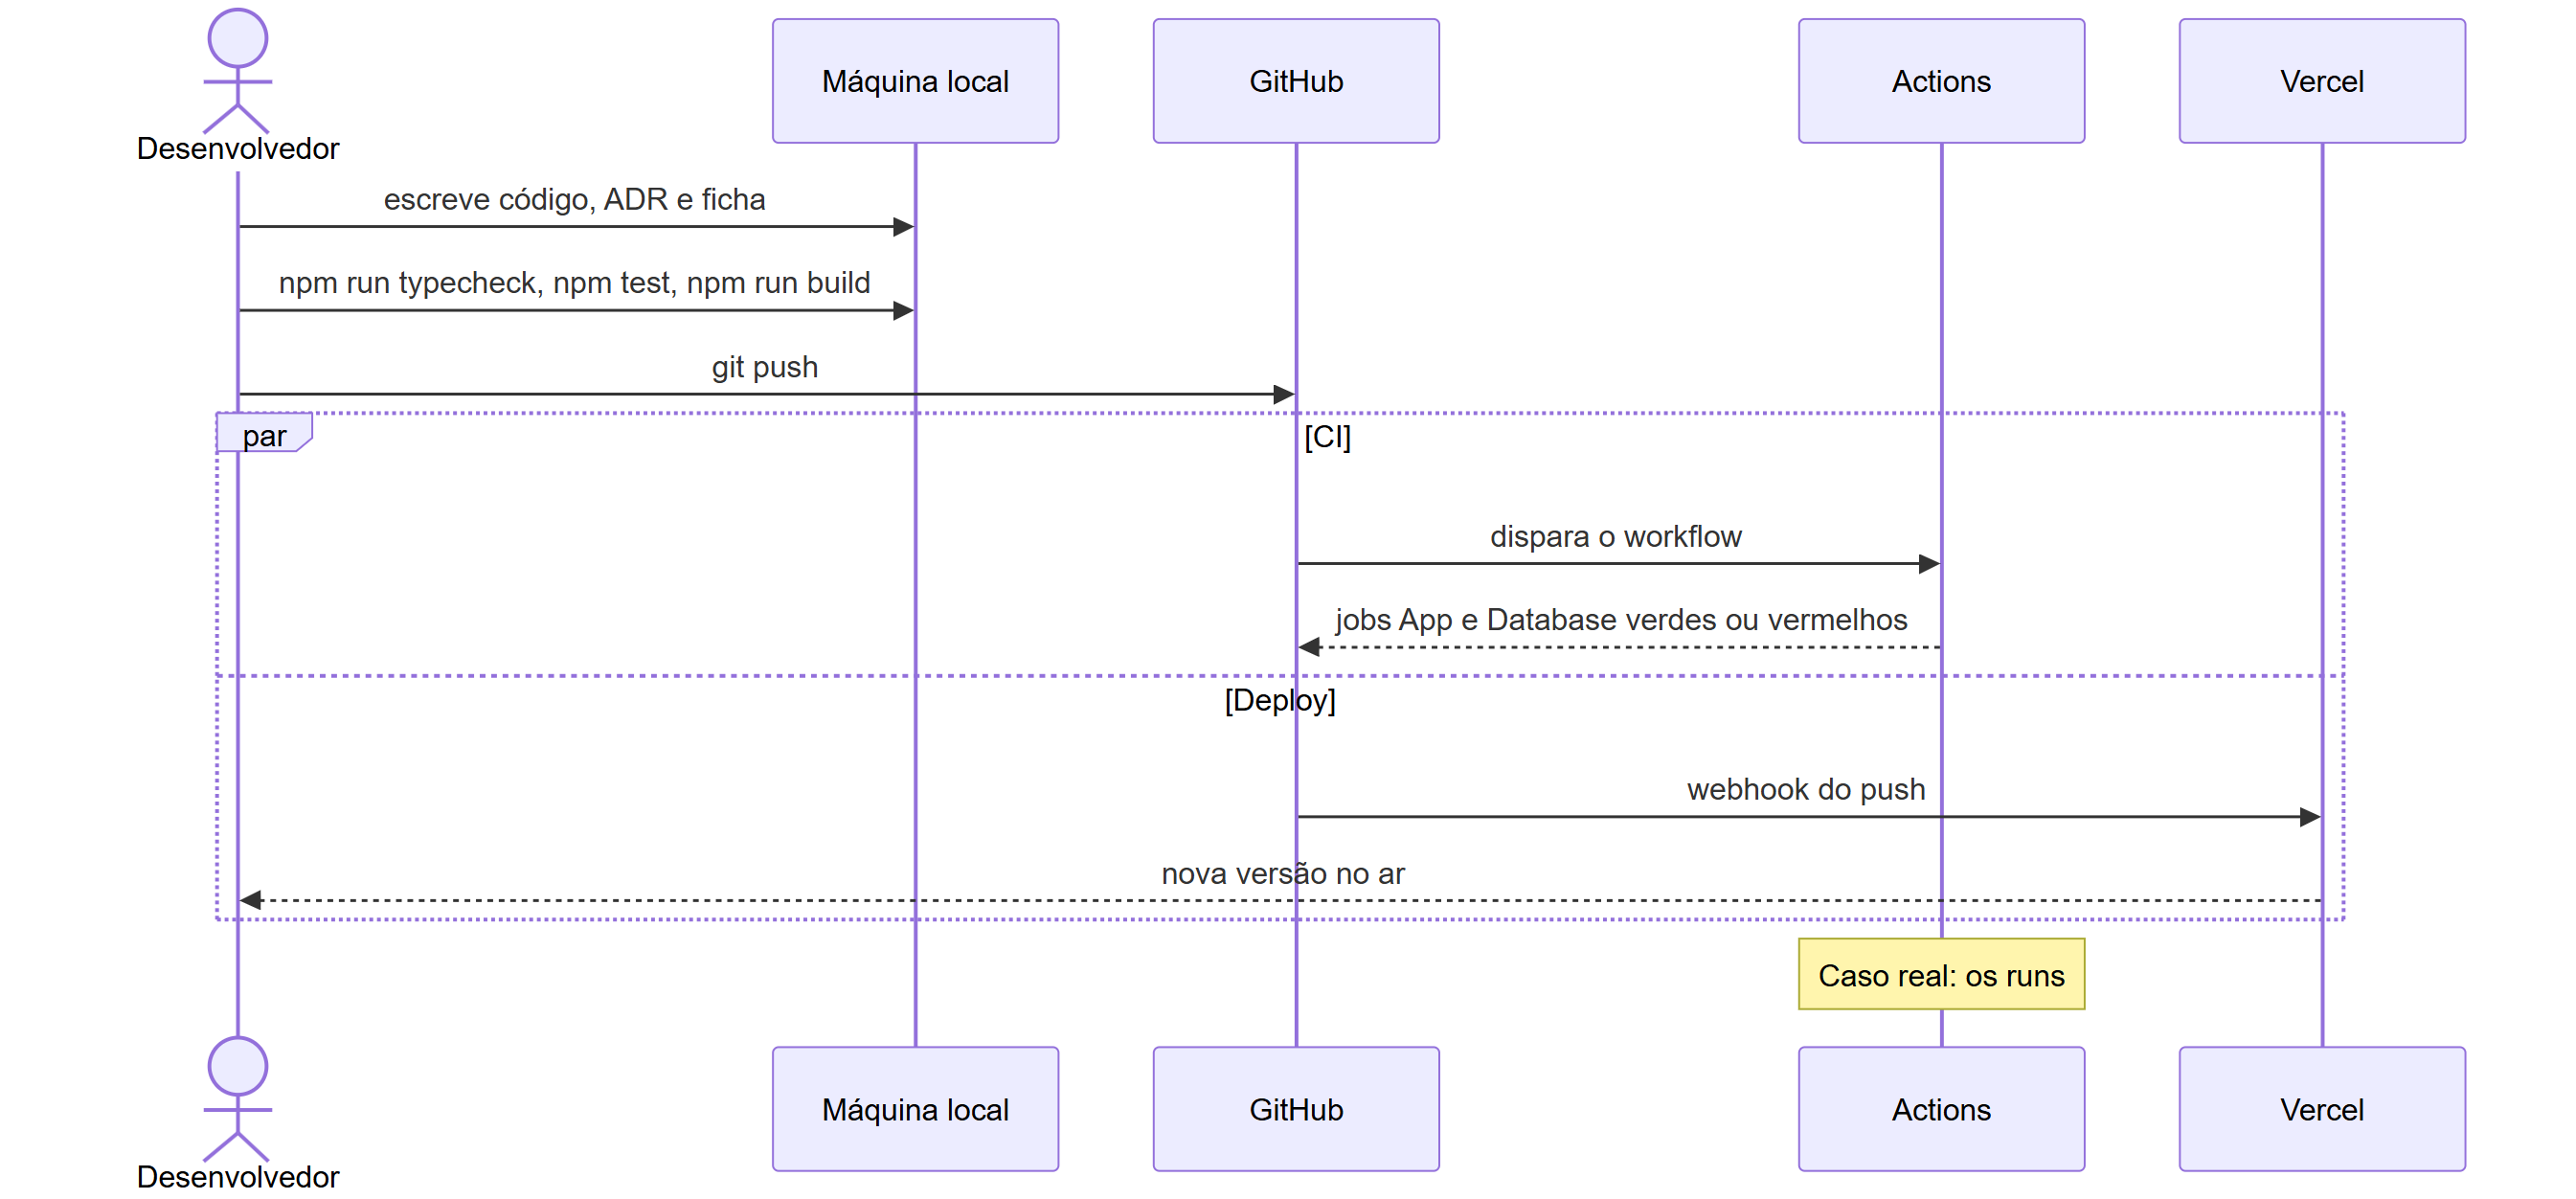 Desenvolvedor
Máquina local
GitHub
Actions
Vercel
escreve código, ADR e ficha
npm run typecheck, npm test, npm run build
git push
par
[CI]
dispara o workflow
jobs App e Database verdes ou vermelhos
[Deploy]
webhook do push
nova versão no ar
Caso real: os runs
Desenvolvedor
Máquina local
GitHub
Actions
Vercel